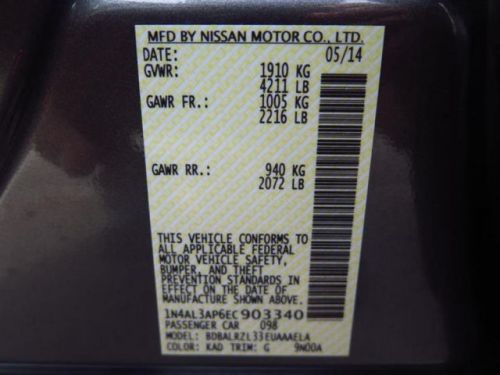 MFD BY NISSAN MOTOR CO., LTD.
DATE: 05/14
GVWR: 1910 KG
4211 LB
GAWR FR.: 1005 KG
2216 LB
GAWR RR.: 940 KG
2072 LB
THIS VEHICLE CONFORMS TO
ALL APPLICABLE FEDERAL
MOTOR VEHICLE SAFETY,
BUMPER, AND THEFT
PREVENTION STANDARDS
IN EFFECT ON THE DATE OF
MANUFACTURE SHOWN ABOVE.
1N4AL3AP6EC903340
PASSENGER CAR 098
MODEL: BDBALRZL33EUAAAELA
COLOR: KAD TRIM: G 9N00A